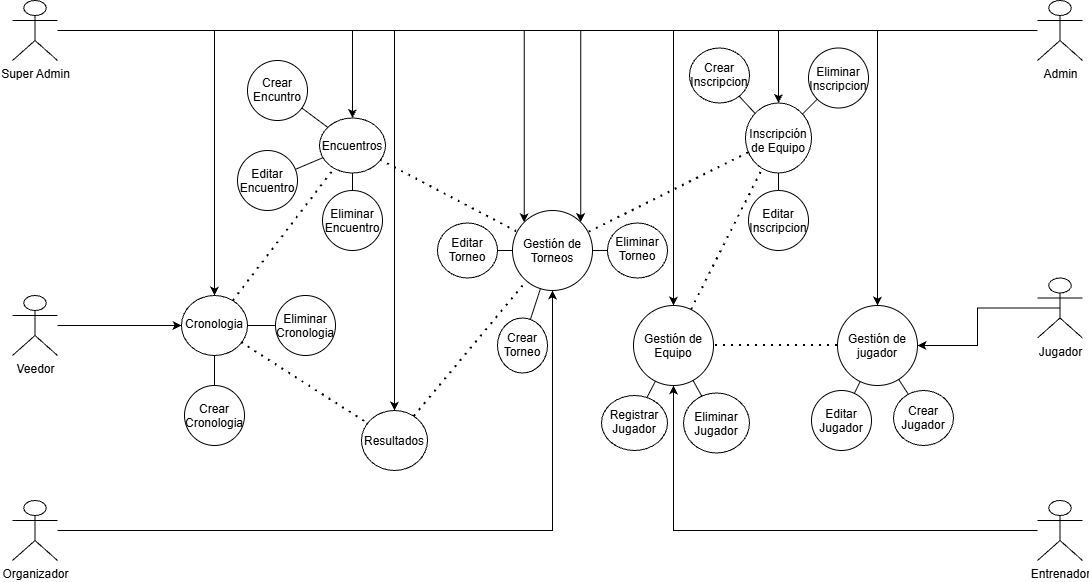 Super Admin
Admin
Crear
Encuntro
Crear
Inscripcion
Eliminar
Inscripcion
Encuentros
Inscripción
de Equipo
Editar
Encuentro
Eliminar
Encuentro
Editar
Inscripcion
Editar
Torneo
Gestión de
Torneos
Eliminar
Torneo
Cronologia
Eliminar
Cronologia
Crear
Torneo
Gestión de
Equipo
Gestión de
jugador
Veedor
Jugador
Crear
Cronologia
Resultados
Registrar
Jugador
Eliminar
Jugador
Editar
Jugador
Crear
Jugador
Organizador
Entrenador